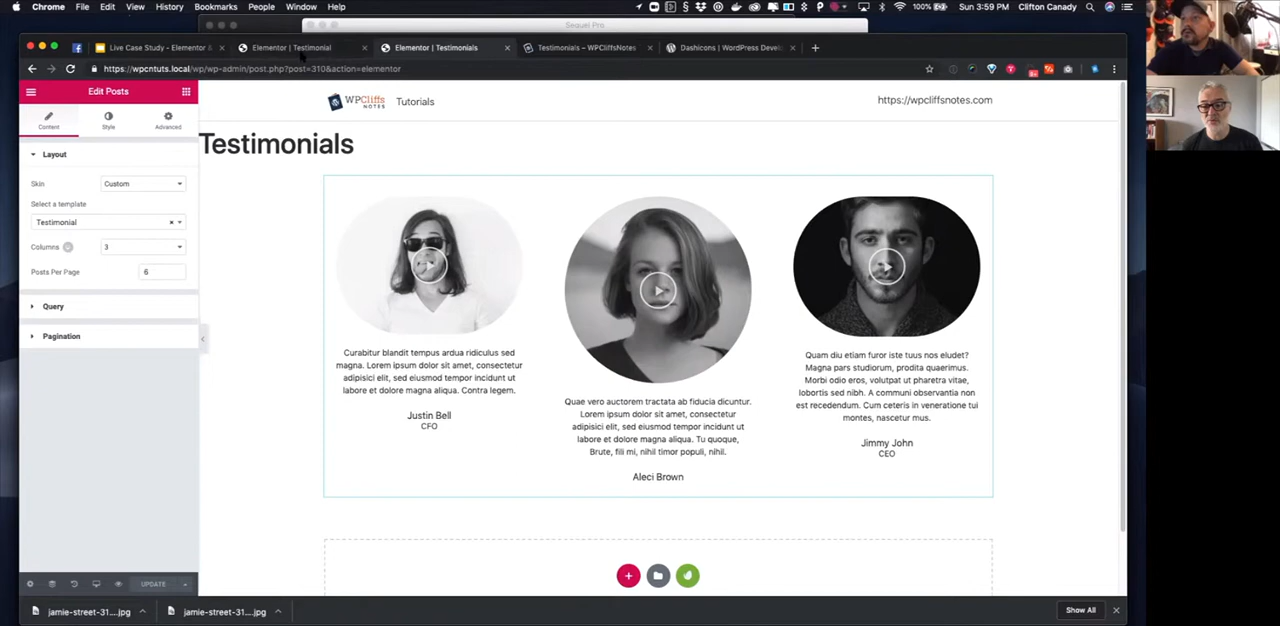 Chrome File Edit View History Bookmarks People Window Help
100% Sun 3:59 PM Clifton Canady
Sequel Pro
Live Case Study - Elementor &
Elementor | Testimonial
Elementor | Testimonials
Testimonials – WPCliffsNotes
Dashicons | WordPress Devel
https://wpcntuts.local/wp/wp-admin/post.php?post=310&action=elementor
Edit Posts
Content Style Advanced
Layout
Skin Custom
Select a template
Testimonial
Columns 3
Posts Per Page 6
Query
Pagination
UPDATE
WPCliffs
NOTES
Tutorials
https://wpcliffsnotes.com
Testimonials
Curabitur blandit tempus ardua ridiculus sed
magna. Lorem ipsum dolor sit amet, consectetur
adipisici elit, sed eiusmod tempor incidunt ut
labore et dolore magna aliqua. Contra legem.
Justin Bell
CFO
Quae vero auctorem tractata ab fiducia dicuntur.
Lorem ipsum dolor sit amet, consectetur
adipisici elit, sed eiusmod tempor incidunt ut
labore et dolore magna aliqua. Tu quoque,
Brute, fili mi, nihil timor populi, nihil.
Aleci Brown
Quam diu etiam furor iste tuus nos eludet?
Magna pars studiorum, prodita quaerimus.
Morbi odio eros, volutpat ut pharetra vitae,
lobortis sed nibh. A communi observantia non
est recedendum. Cum ceteris in veneratione tui
montes, nascetur mus.
Jimmy John
CEO
jamie-street-31....jpg
jamie-street-31....jpg
Show All